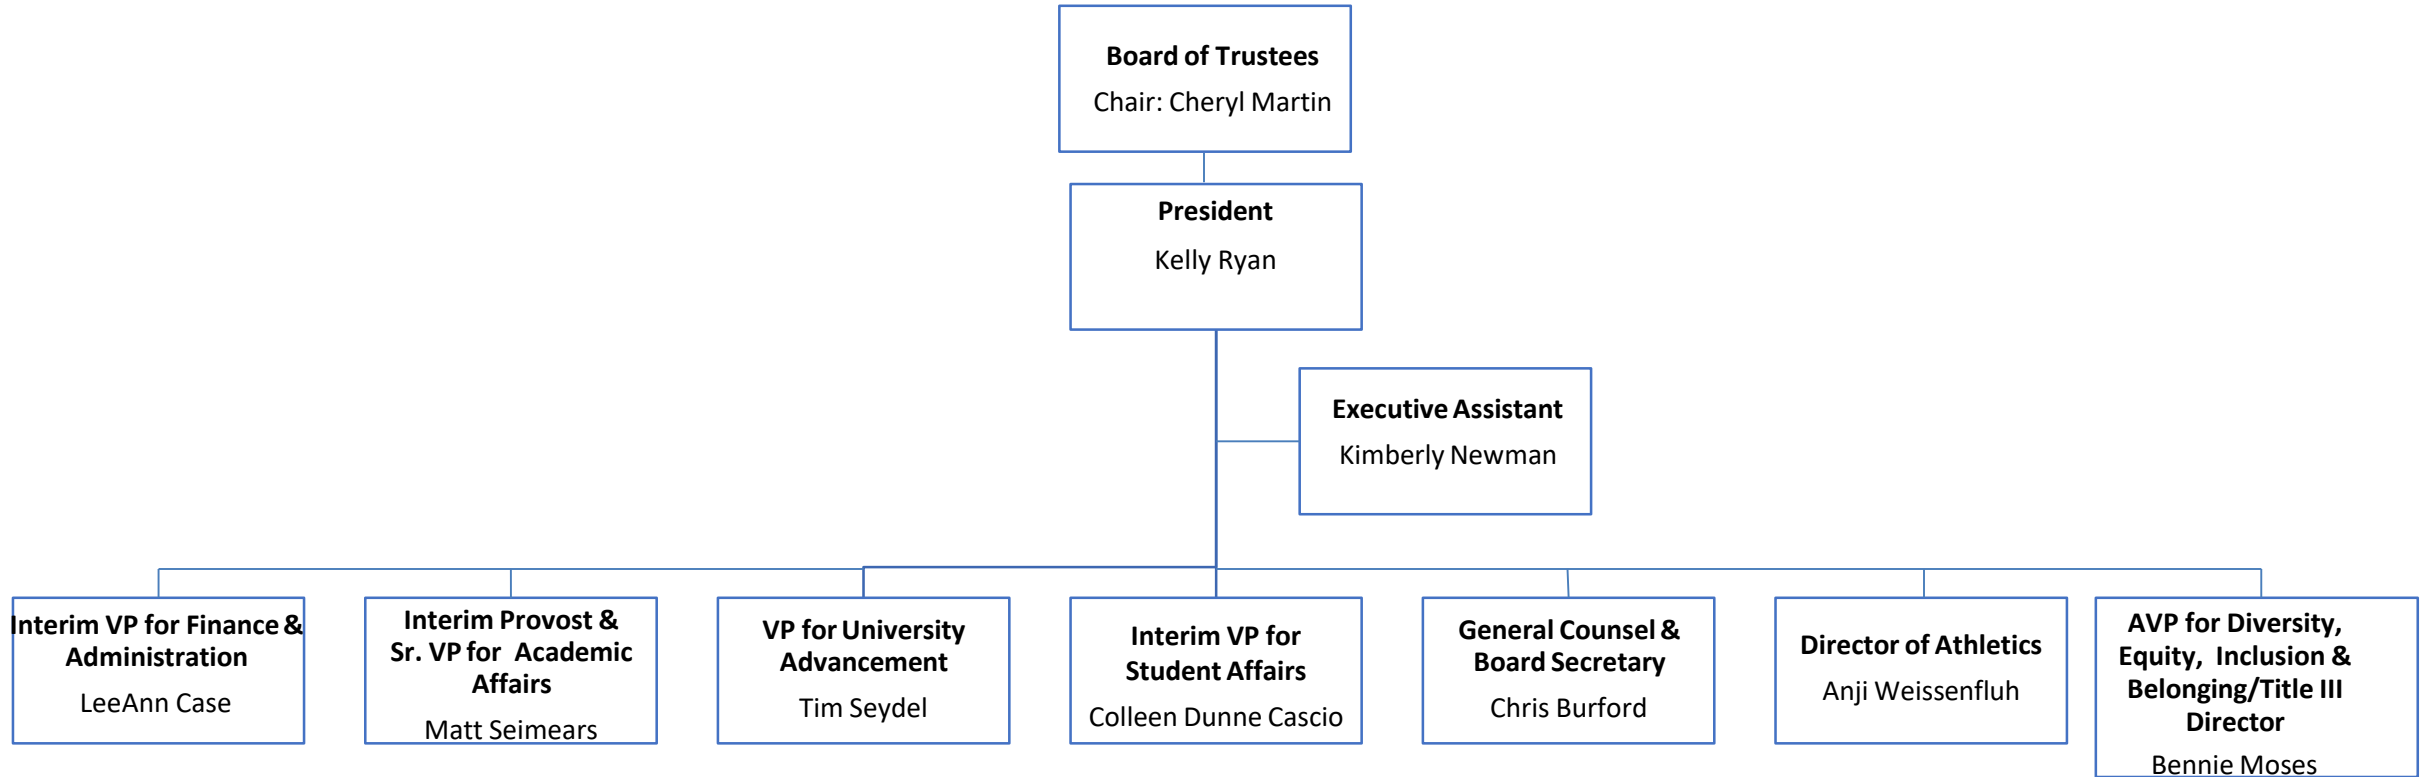 Board of Trustees
Chair: Cheryl Martin
President
Kelly Ryan
Executive Assistant
Kimberly Newman
Interim VP for Finance &
Administration
LeeAnn Case
Interim Provost &
Sr. VP for Academic
Affairs
Matt Seimears
VP for University
Advancement
Tim Seydel
Interim VP for
Student Affairs
Colleen Dunne Cascio
General Counsel &
Board Secretary
Chris Burford
Director of Athletics
Anji Weissenfluh
AVP for Diversity,
Equity, Inclusion &
Belonging/Title III
Director
Bennie Moses